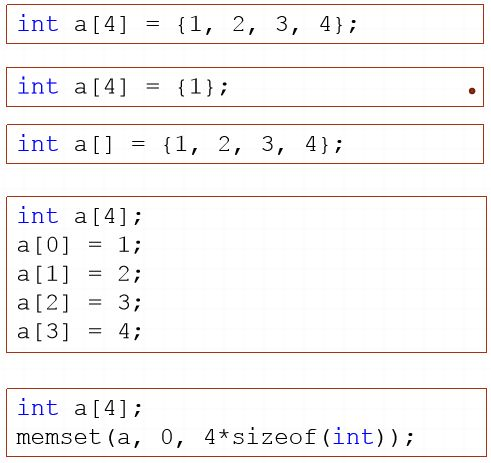 int a[4] = {1, 2, 3, 4};
int a[4] = {1};
int a[] = {1, 2, 3, 4};
int a[4];
a[0] = 1;
a[1] = 2;
a[2] = 3;
a[3] = 4;
int a[4];
memset(a, 0, 4*sizeof(int));